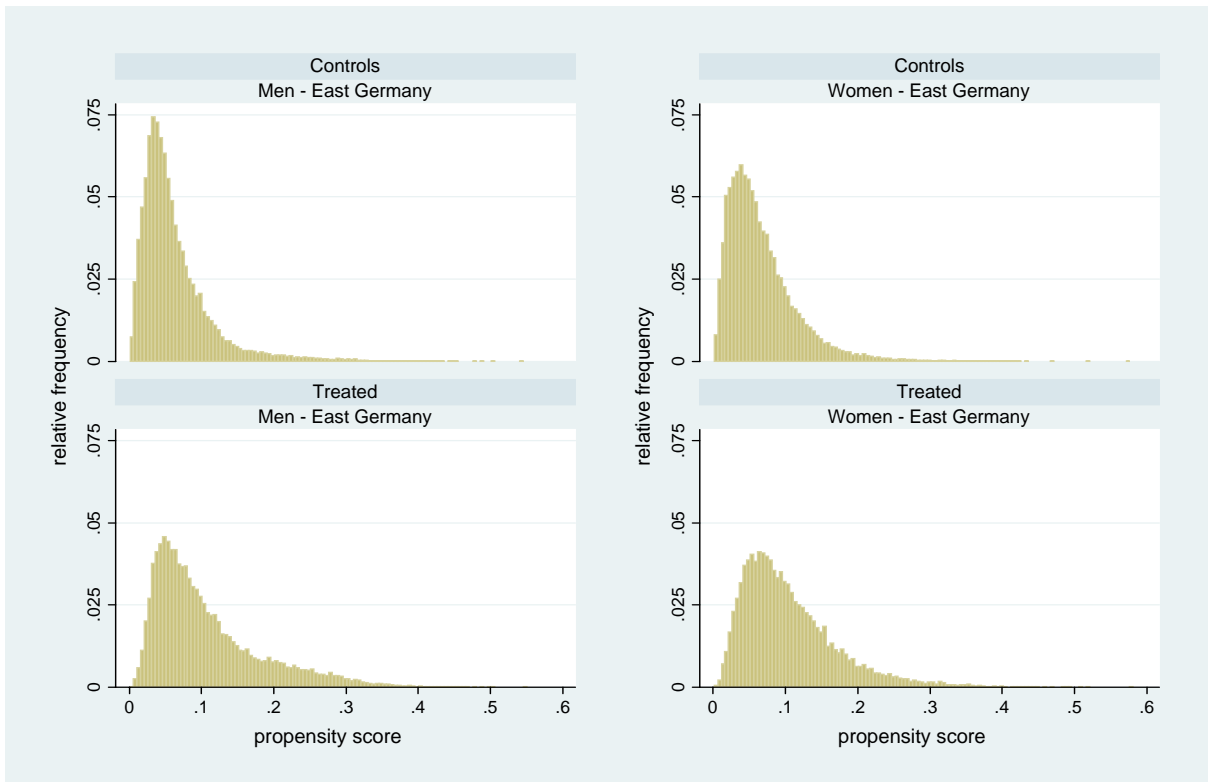 Controls
Men - East Germany
.075
.05
.025
0
Treated
Men - East Germany
.075
.05
.025
0
0 .1 .2 .3 .4 .5 .6
relative frequency
propensity score
Controls
Women - East Germany
.075
.05
.025
0
Treated
Women - East Germany
.075
.05
.025
0
0 .1 .2 .3 .4 .5 .6
relative frequency
propensity score